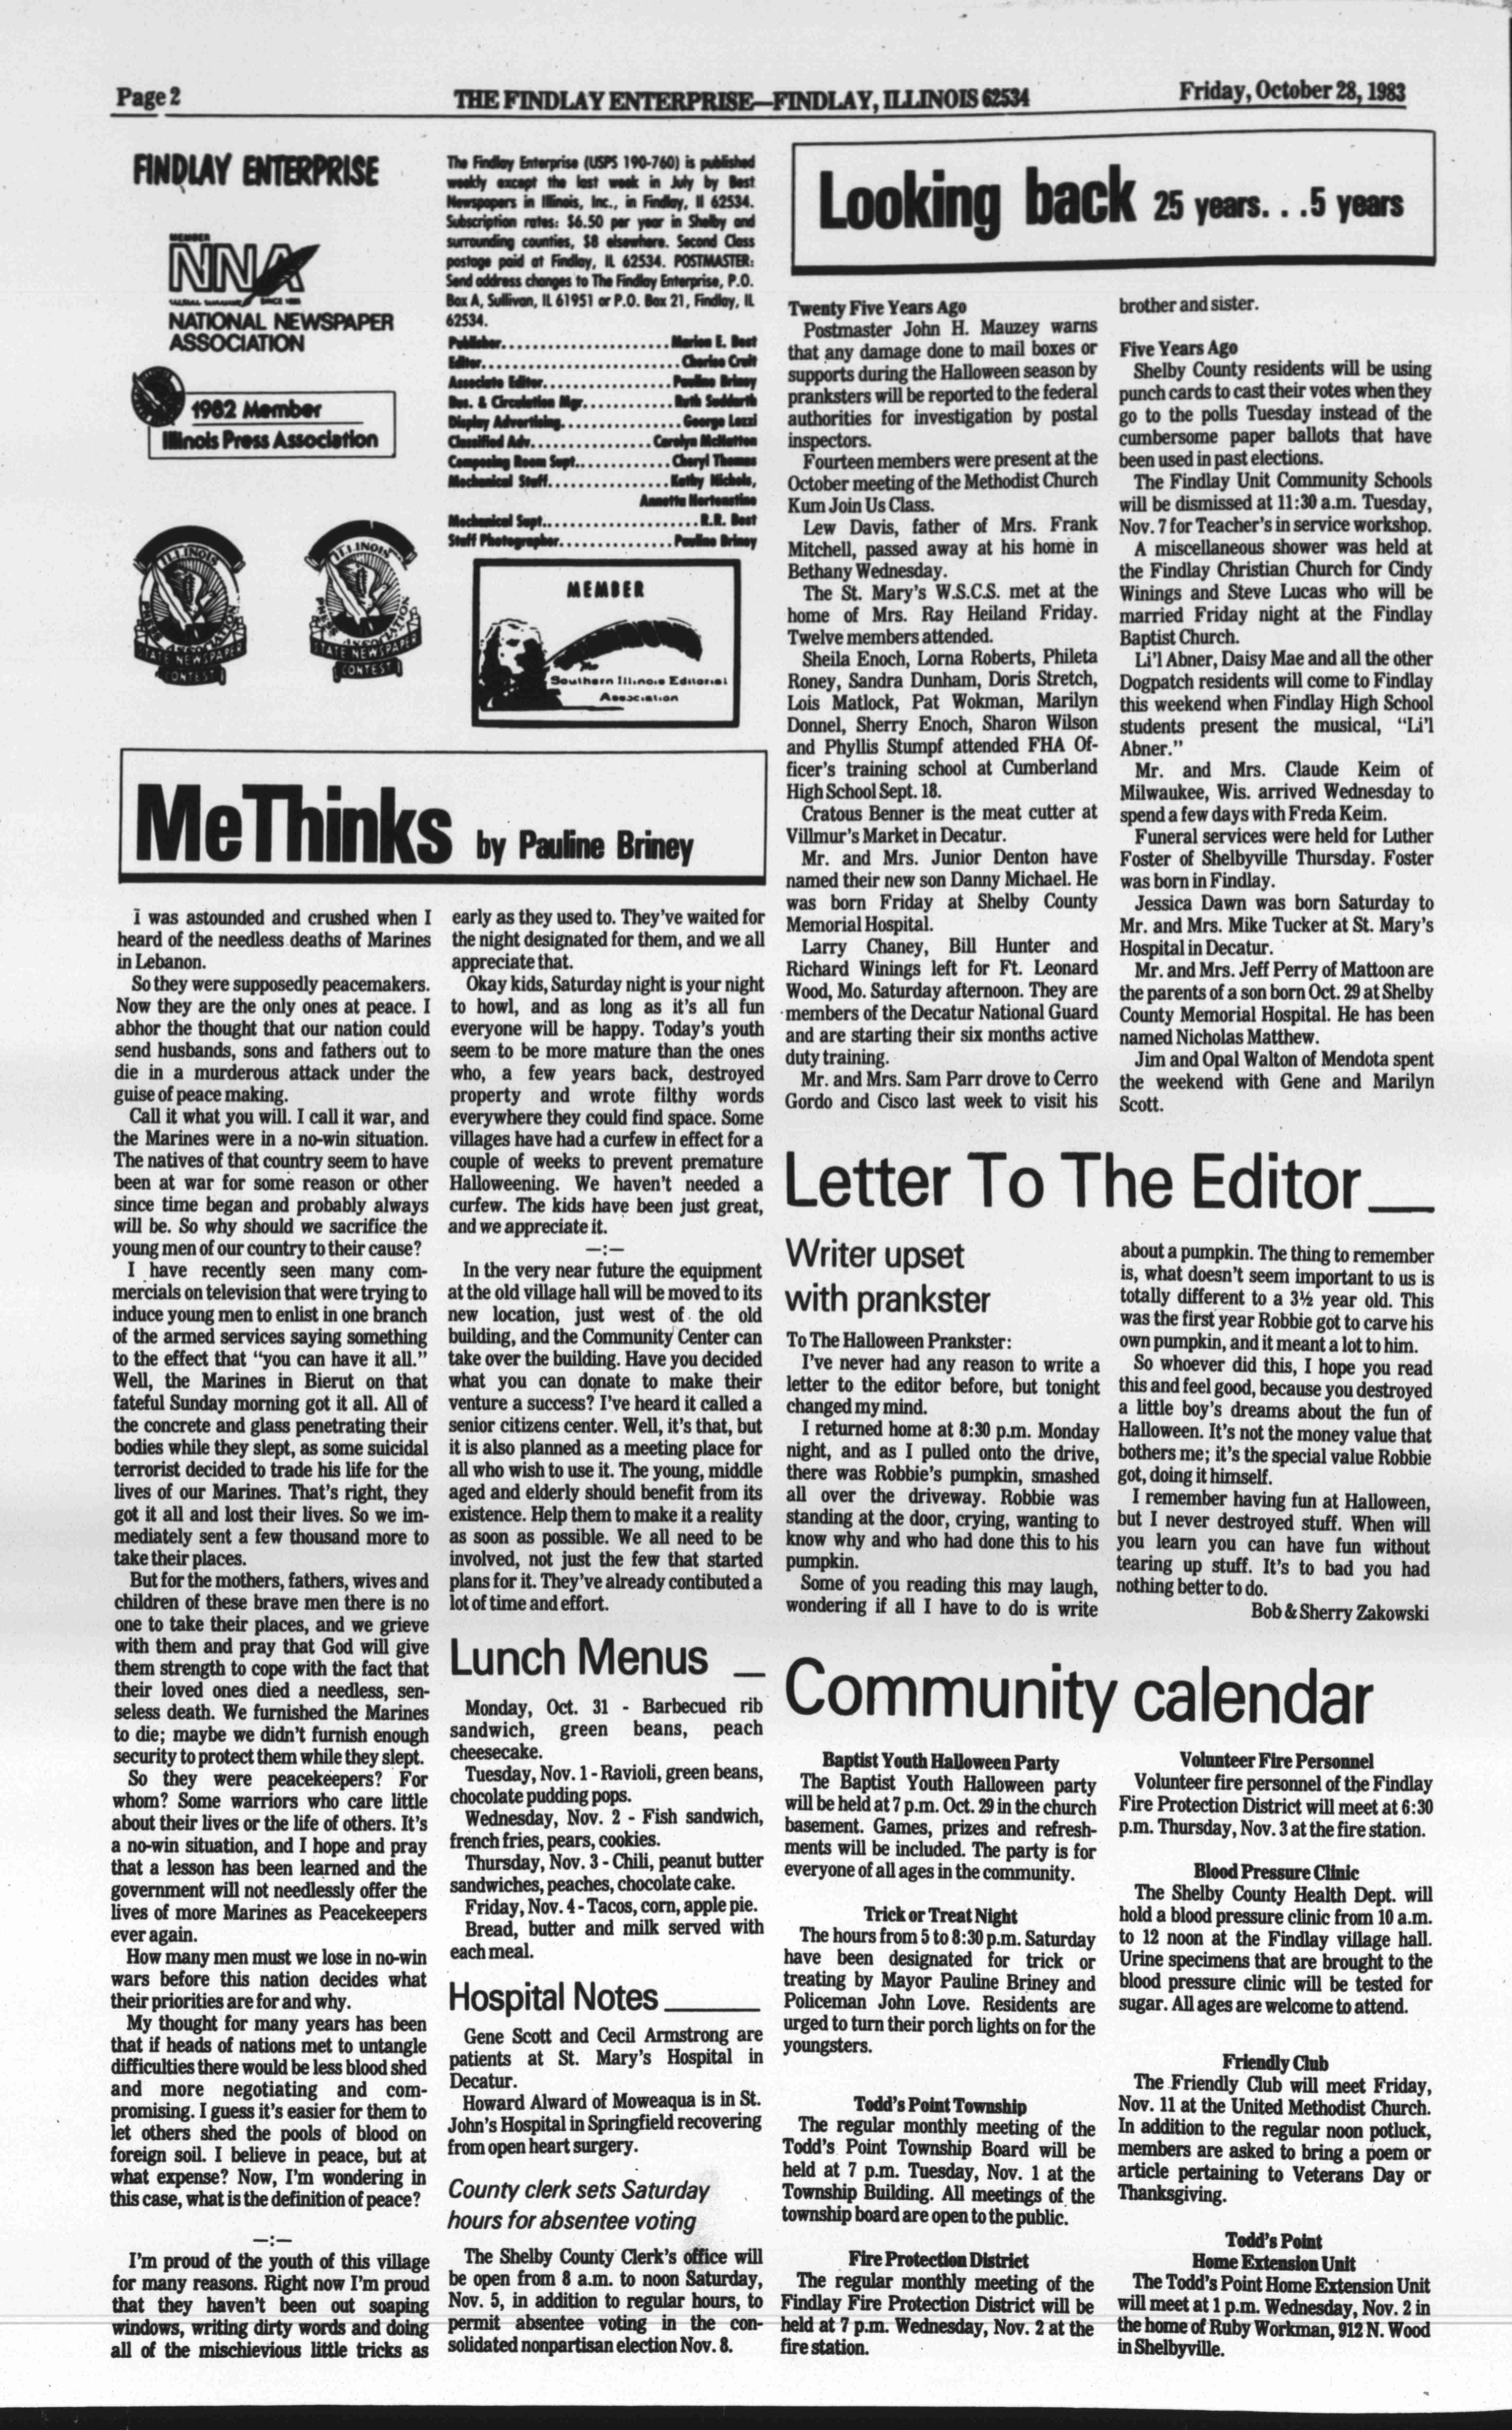 Page 2
THE FINDLAY ENTERPRISE—FINDLAY, ILLINOIS 62534
Friday, October 28, 1983
FINDLAY ENTERPRISE
MEMBER
NNA
SINCE 1885
NATIONAL NEWSPAPER
ASSOCIATION
1982 Member
Illinois Press Association
ILLINOIS
PRESS ASSOCIATION
STATE NEWSPAPER
CONTEST
ILLINOIS
PRESS ASSOCIATION
STATE NEWSPAPER
CONTEST
The Findlay Enterprise (USPS 190-760) is published
weekly except the last week in July by Best
Newspapers in Illinois, Inc., in Findlay, Il 62534.
Subscription rates: $6.50 per year in Shelby and
surrounding counties, $8 elsewhere. Second Class
postage paid at Findlay, IL 62534. POSTMASTER:
Send address changes to The Findlay Enterprise, P.O.
Box A, Sullivan, IL 61951 or P.O. Box 21, Findlay, IL
62534.
Publisher.......................Marion E. Best
Editor...........................Charise Cruit
Associate Editor.................Pauline Briney
Bus. & Circulation Mgr............Ruth Suddarth
Display Advertising................George Lezzi
Classified Adv.................Carolyn McNutton
Composing Room Supt.............Cheryl Thomas
Mechanical Staff.................Kathy Nichols,
Annetta Hortenstine
Mechanical Supt......................R.R. Best
Staff Photographer...............Pauline Briney
MEMBER
The
Southern Illinois Editorial
Association
MeThinks by Pauline Briney
I was astounded and crushed when I
heard of the needless deaths of Marines
in Lebanon.
So they were supposedly peacemakers.
Now they are the only ones at peace. I
abhor the thought that our nation could
send husbands, sons and fathers out to
die in a murderous attack under the
guise of peace making.
Call it what you will. I call it war, and
the Marines were in a no-win situation.
The natives of that country seem to have
been at war for some reason or other
since time began and probably always
will be. So why should we sacrifice the
young men of our country to their cause?
I have recently seen many com-
mercials on television that were trying to
induce young men to enlist in one branch
of the armed services saying something
to the effect that "you can have it all."
Well, the Marines in Bierut on that
fateful Sunday morning got it all. All of
the concrete and glass penetrating their
bodies while they slept, as some suicidal
terrorist decided to trade his life for the
lives of our Marines. That's right, they
got it all and lost their lives. So we im-
mediately sent a few thousand more to
take their places.
But for the mothers, fathers, wives and
children of these brave men there is no
one to take their places, and we grieve
with them and pray that God will give
them strength to cope with the fact that
their loved ones died a needless, sen-
seless death. We furnished the Marines
to die; maybe we didn't furnish enough
security to protect them while they slept.
So they were peacekeepers? For
whom? Some warriors who care little
about their lives or the life of others. It's
a no-win situation, and I hope and pray
that a lesson has been learned and the
government will not needlessly offer the
lives of more Marines as Peacekeepers
ever again.
How many men must we lose in no-win
wars before this nation decides what
their priorities are for and why.
My thought for many years has been
that if heads of nations met to untangle
difficulties there would be less blood shed
and more negotiating and com-
promising. I guess it's easier for them to
let others shed the pools of blood on
foreign soil. I believe in peace, but at
what expense? Now, I'm wondering in
this case, what is the definition of peace?
—:—
I'm proud of the youth of this village
for many reasons. Right now I'm proud
that they haven't been out soaping
windows, writing dirty words and doing
all of the mischievious little tricks as
early as they used to. They've waited for
the night designated for them, and we all
appreciate that.
Okay kids, Saturday night is your night
to howl, and as long as it's all fun
everyone will be happy. Today's youth
seem to be more mature than the ones
who, a few years back, destroyed
property and wrote filthy words
everywhere they could find space. Some
villages have had a curfew in effect for a
couple of weeks to prevent premature
Halloweening. We haven't needed a
curfew. The kids have been just great,
and we appreciate it.
—:—
In the very near future the equipment
at the old village hall will be moved to its
new location, just west of the old
building, and the Community Center can
take over the building. Have you decided
what you can donate to make their
venture a success? I've heard it called a
senior citizens center. Well, it's that, but
it is also planned as a meeting place for
all who wish to use it. The young, middle
aged and elderly should benefit from its
existence. Help them to make it a reality
as soon as possible. We all need to be
involved, not just the few that started
plans for it. They've already contibuted a
lot of time and effort.
Lunch Menus
Monday, Oct. 31 - Barbecued rib
sandwich, green beans, peach
cheesecake.
Tuesday, Nov. 1 - Ravioli, green beans,
chocolate pudding pops.
Wednesday, Nov. 2 - Fish sandwich,
french fries, pears, cookies.
Thursday, Nov. 3 - Chili, peanut butter
sandwiches, peaches, chocolate cake.
Friday, Nov. 4 - Tacos, corn, apple pie.
Bread, butter and milk served with
each meal.
Hospital Notes
Gene Scott and Cecil Armstrong are
patients at St. Mary's Hospital in
Decatur.
Howard Alward of Moweaqua is in St.
John's Hospital in Springfield recovering
from open heart surgery.
County clerk sets Saturday
hours for absentee voting
The Shelby County Clerk's office will
be open from 8 a.m. to noon Saturday,
Nov. 5, in addition to regular hours, to
permit absentee voting in the con-
solidated nonpartisan election Nov. 8.
Looking back 25 years. . .5 years
Twenty Five Years Ago
Postmaster John H. Mauzey warns
that any damage done to mail boxes or
supports during the Halloween season by
pranksters will be reported to the federal
authorities for investigation by postal
inspectors.
Fourteen members were present at the
October meeting of the Methodist Church
Kum Join Us Class.
Lew Davis, father of Mrs. Frank
Mitchell, passed away at his home in
Bethany Wednesday.
The St. Mary's W.S.C.S. met at the
home of Mrs. Ray Heiland Friday.
Twelve members attended.
Sheila Enoch, Lorna Roberts, Phileta
Roney, Sandra Dunham, Doris Stretch,
Lois Matlock, Pat Wokman, Marilyn
Donnel, Sherry Enoch, Sharon Wilson
and Phyllis Stumpf attended FHA Of-
ficer's training school at Cumberland
High School Sept. 18.
Cratous Benner is the meat cutter at
Villmur's Market in Decatur.
Mr. and Mrs. Junior Denton have
named their new son Danny Michael. He
was born Friday at Shelby County
Memorial Hospital.
Larry Chaney, Bill Hunter and
Richard Winings left for Ft. Leonard
Wood, Mo. Saturday afternoon. They are
members of the Decatur National Guard
and are starting their six months active
duty training.
Mr. and Mrs. Sam Parr drove to Cerro
Gordo and Cisco last week to visit his
brother and sister.
Five Years Ago
Shelby County residents will be using
punch cards to cast their votes when they
go to the polls Tuesday instead of the
cumbersome paper ballots that have
been used in past elections.
The Findlay Unit Community Schools
will be dismissed at 11:30 a.m. Tuesday,
Nov. 7 for Teacher's in service workshop.
A miscellaneous shower was held at
the Findlay Christian Church for Cindy
Winings and Steve Lucas who will be
married Friday night at the Findlay
Baptist Church.
Li'l Abner, Daisy Mae and all the other
Dogpatch residents will come to Findlay
this weekend when Findlay High School
students present the musical, "Li'l
Abner."
Mr. and Mrs. Claude Keim of
Milwaukee, Wis. arrived Wednesday to
spend a few days with Freda Keim.
Funeral services were held for Luther
Foster of Shelbyville Thursday. Foster
was born in Findlay.
Jessica Dawn was born Saturday to
Mr. and Mrs. Mike Tucker at St. Mary's
Hospital in Decatur.
Mr. and Mrs. Jeff Perry of Mattoon are
the parents of a son born Oct. 29 at Shelby
County Memorial Hospital. He has been
named Nicholas Matthew.
Jim and Opal Walton of Mendota spent
the weekend with Gene and Marilyn
Scott.
Letter To The Editor
Writer upset
with prankster
To The Halloween Prankster:
I've never had any reason to write a
letter to the editor before, but tonight
changed my mind.
I returned home at 8:30 p.m. Monday
night, and as I pulled onto the drive,
there was Robbie's pumpkin, smashed
all over the driveway. Robbie was
standing at the door, crying, wanting to
know why and who had done this to his
pumpkin.
Some of you reading this may laugh,
wondering if all I have to do is write
about a pumpkin. The thing to remember
is, what doesn't seem important to us is
totally different to a 3½ year old. This
was the first year Robbie got to carve his
own pumpkin, and it meant a lot to him.
So whoever did this, I hope you read
this and feel good, because you destroyed
a little boy's dreams about the fun of
Halloween. It's not the money value that
bothers me; it's the special value Robbie
got, doing it himself.
I remember having fun at Halloween,
but I never destroyed stuff. When will
you learn you can have fun without
tearing up stuff. It's to bad you had
nothing better to do.
Bob & Sherry Zakowski
Community calendar
Baptist Youth Halloween Party
The Baptist Youth Halloween party
will be held at 7 p.m. Oct. 29 in the church
basement. Games, prizes and refresh-
ments will be included. The party is for
everyone of all ages in the community.
Trick or Treat Night
The hours from 5 to 8:30 p.m. Saturday
have been designated for trick or
treating by Mayor Pauline Briney and
Policeman John Love. Residents are
urged to turn their porch lights on for the
youngsters.
Todd's Point Township
The regular monthly meeting of the
Todd's Point Township Board will be
held at 7 p.m. Tuesday, Nov. 1 at the
Township Building. All meetings of the
township board are open to the public.
Fire Protection District
The regular monthly meeting of the
Findlay Fire Protection District will be
held at 7 p.m. Wednesday, Nov. 2 at the
fire station.
Volunteer Fire Personnel
Volunteer fire personnel of the Findlay
Fire Protection District will meet at 6:30
p.m. Thursday, Nov. 3 at the fire station.
Blood Pressure Clinic
The Shelby County Health Dept. will
hold a blood pressure clinic from 10 a.m.
to 12 noon at the Findlay village hall.
Urine specimens that are brought to the
blood pressure clinic will be tested for
sugar. All ages are welcome to attend.
Friendly Club
The Friendly Club will meet Friday,
Nov. 11 at the United Methodist Church.
In addition to the regular noon potluck,
members are asked to bring a poem or
article pertaining to Veterans Day or
Thanksgiving.
Todd's Point
Home Extension Unit
The Todd's Point Home Extension Unit
will meet at 1 p.m. Wednesday, Nov. 2 in
the home of Ruby Workman, 912 N. Wood
in Shelbyville.